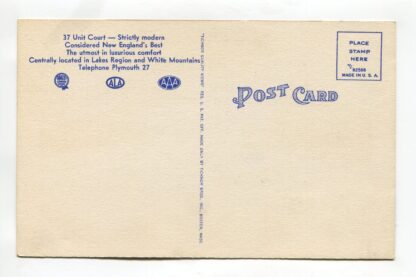 37 Unit Court — Strictly modern
Considered New England's Best
The utmost in luxurious comfort
Centrally located in Lakes Region and White Mountains
Telephone Plymouth 27
ALA
AAA
POST CARD
PLACE
STAMP
HERE
MADE IN U. S. A.